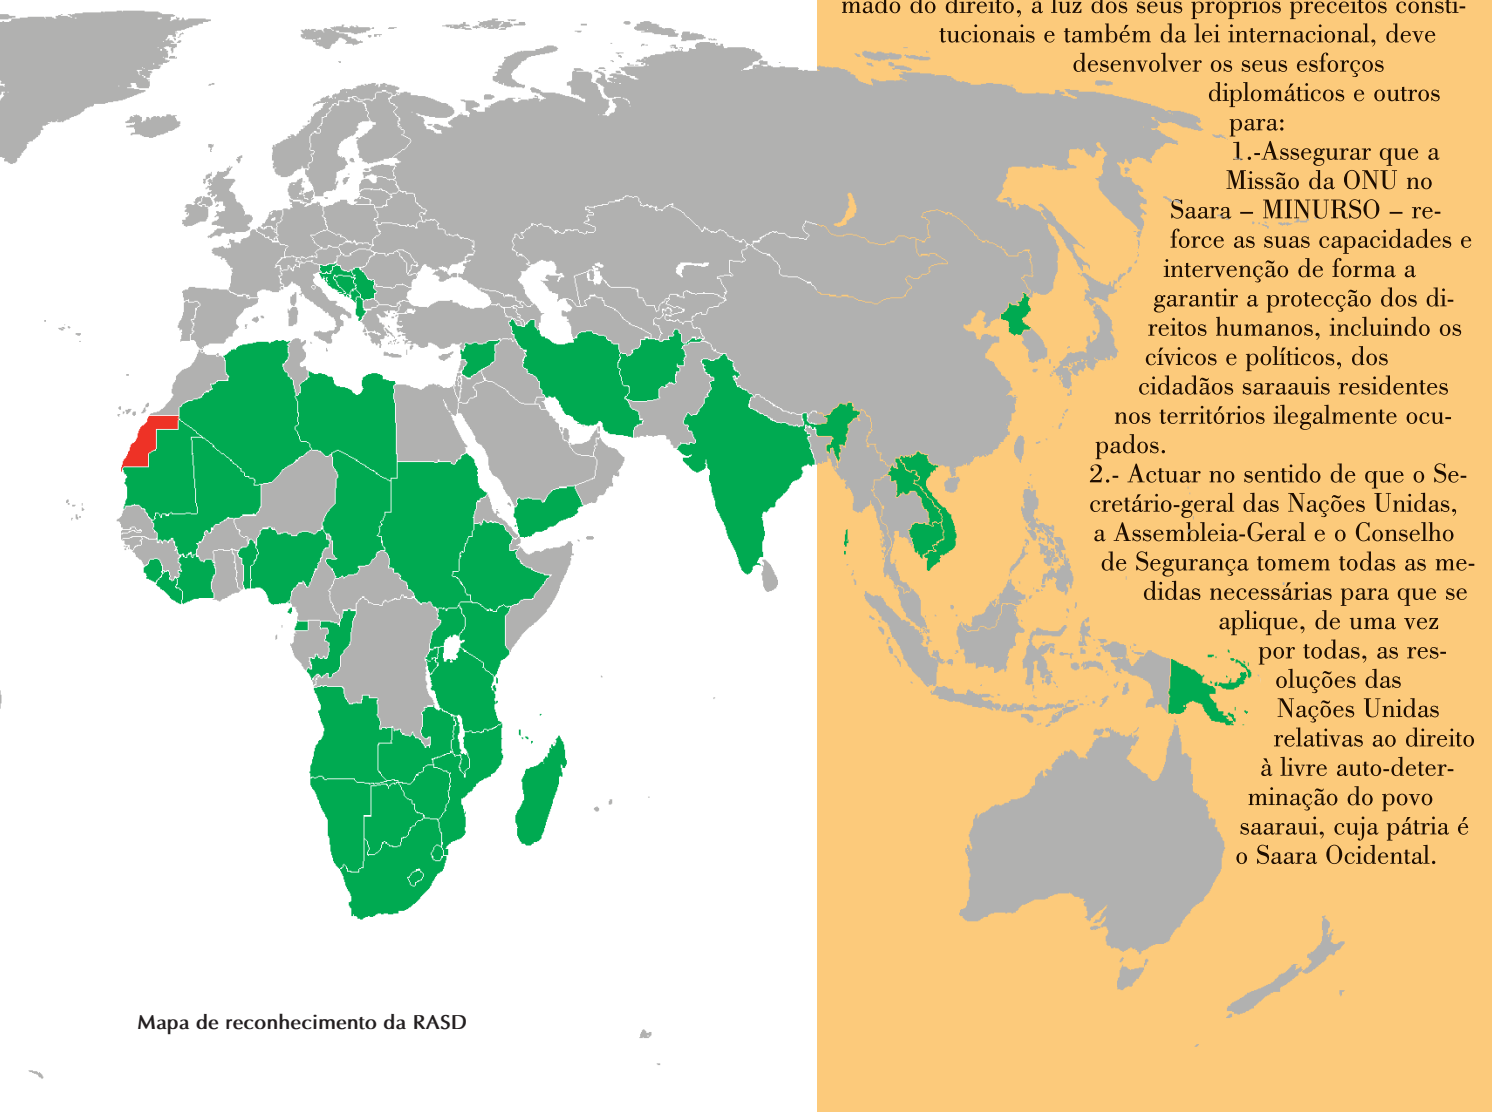 mado do direito, à luz dos seus próprios preceitos consti-
tucionais e também da lei internacional, deve
desenvolver os seus esforços
diplomáticos e outros
para:
1.-Assegurar que a
Missão da ONU no
Saara – MINURSO – re-
force as suas capacidades e
intervenção de forma a
garantir a protecção dos di-
reitos humanos, incluindo os
cívicos e políticos, dos
cidadãos saraauis residentes
nos territórios ilegalmente ocu-
pados.
2.- Actuar no sentido de que o Se-
cretário-geral das Nações Unidas,
a Assembleia-Geral e o Conselho
de Segurança tomem todas as me-
didas necessárias para que se
aplique, de uma vez
por todas, as res-
oluções das
Nações Unidas
relativas ao direito
à livre auto-deter-
minação do povo
saaraui, cuja pátria é
o Saara Ocidental.
Mapa de reconhecimento da RASD